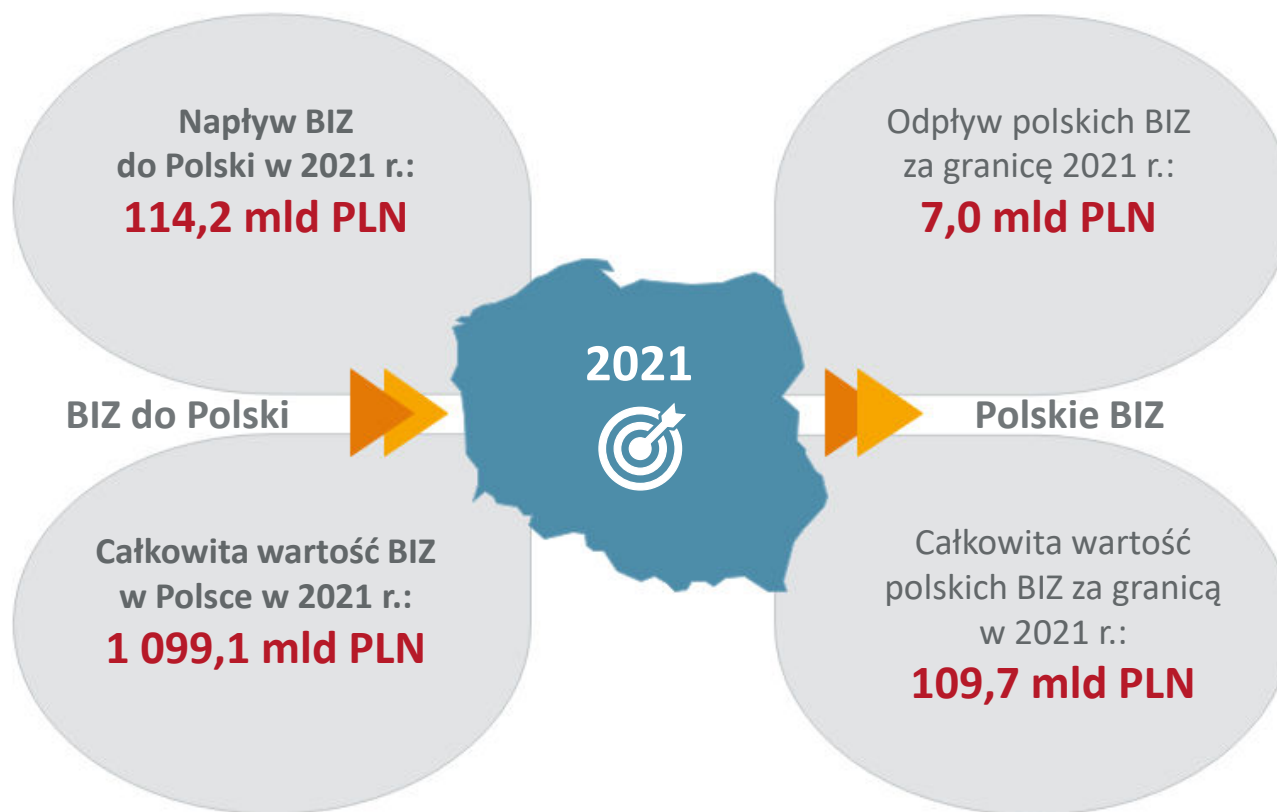 Napływ BIZ
do Polski w 2021 r.:
114,2 mld PLN
Odpływ polskich BIZ
za granicę 2021 r.:
7,0 mld PLN
2021
BIZ do Polski
Polskie BIZ
Całkowita wartość BIZ
w Polsce w 2021 r.:
1 099,1 mld PLN
Całkowita wartość
polskich BIZ za granicą
w 2021 r.:
109,7 mld PLN